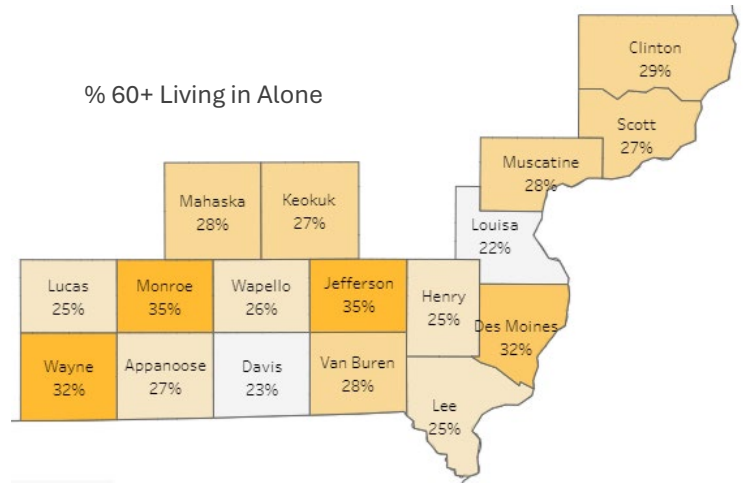 % 60+ Living in Alone
Clinton
29%
Scott
27%
Muscatine
28%
Mahaska
28%
Keokuk
27%
Louisa
22%
Lucas
25%
Monroe
35%
Wapello
26%
Jefferson
35%
Henry
25%
Des Moines
32%
Wayne
32%
Appanoose
27%
Davis
23%
Van Buren
28%
Lee
25%